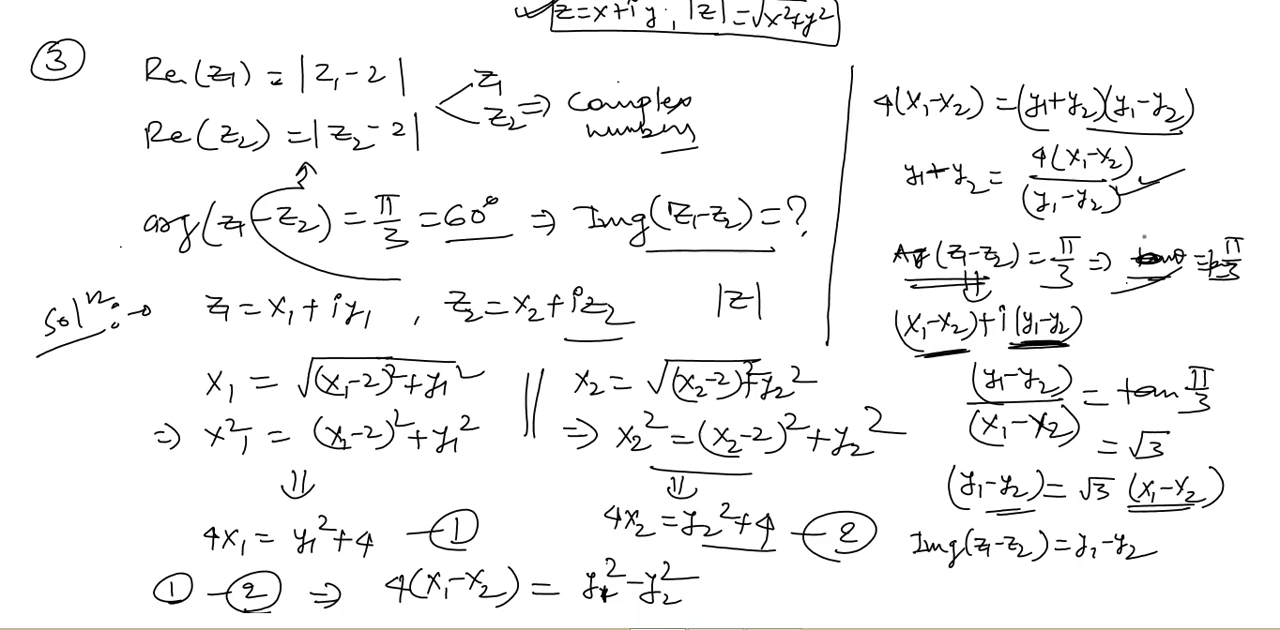 z=x+iy, |z|=√x²+y²
③
Re(z₁) = |z₁-2|
Re(z₂) = |z₂-2|
z₁
z₂ ⇒ Complex
numbers
arg(z₁-z₂) = π/3 = 60° ⇒ Img(z₁-z₂) = ?
Solⁿ: → z₁ = x₁+iy₁ , z₂ = x₂+iz₂ |z|
x₁ = √(x₁-2)²+y₁² || x₂ = √(x₂-2)²+y₂²
⇒ x₁² = (x₁-2)²+y₁² ⇒ x₂² = (x₂-2)²+y₂²
⇓ ⇓
4x₁ = y₁²+4 —① 4x₂ = y₂²+4 —②
①-② ⇒ 4(x₁-x₂) = y₁²-y₂²
4(x₁-x₂) = (y₁+y₂)(y₁-y₂)
y₁+y₂ = 4(x₁-x₂)/(y₁-y₂) ✓
Arg(z₁-z₂) = π/3 ⇒ tanθ = tan π/3
⇓
(x₁-x₂)+i(y₁-y₂)
(y₁-y₂)/(x₁-x₂) = tan π/3
= √3
(y₁-y₂) = √3 (x₁-x₂)
Img(z₁-z₂) = y₁-y₂